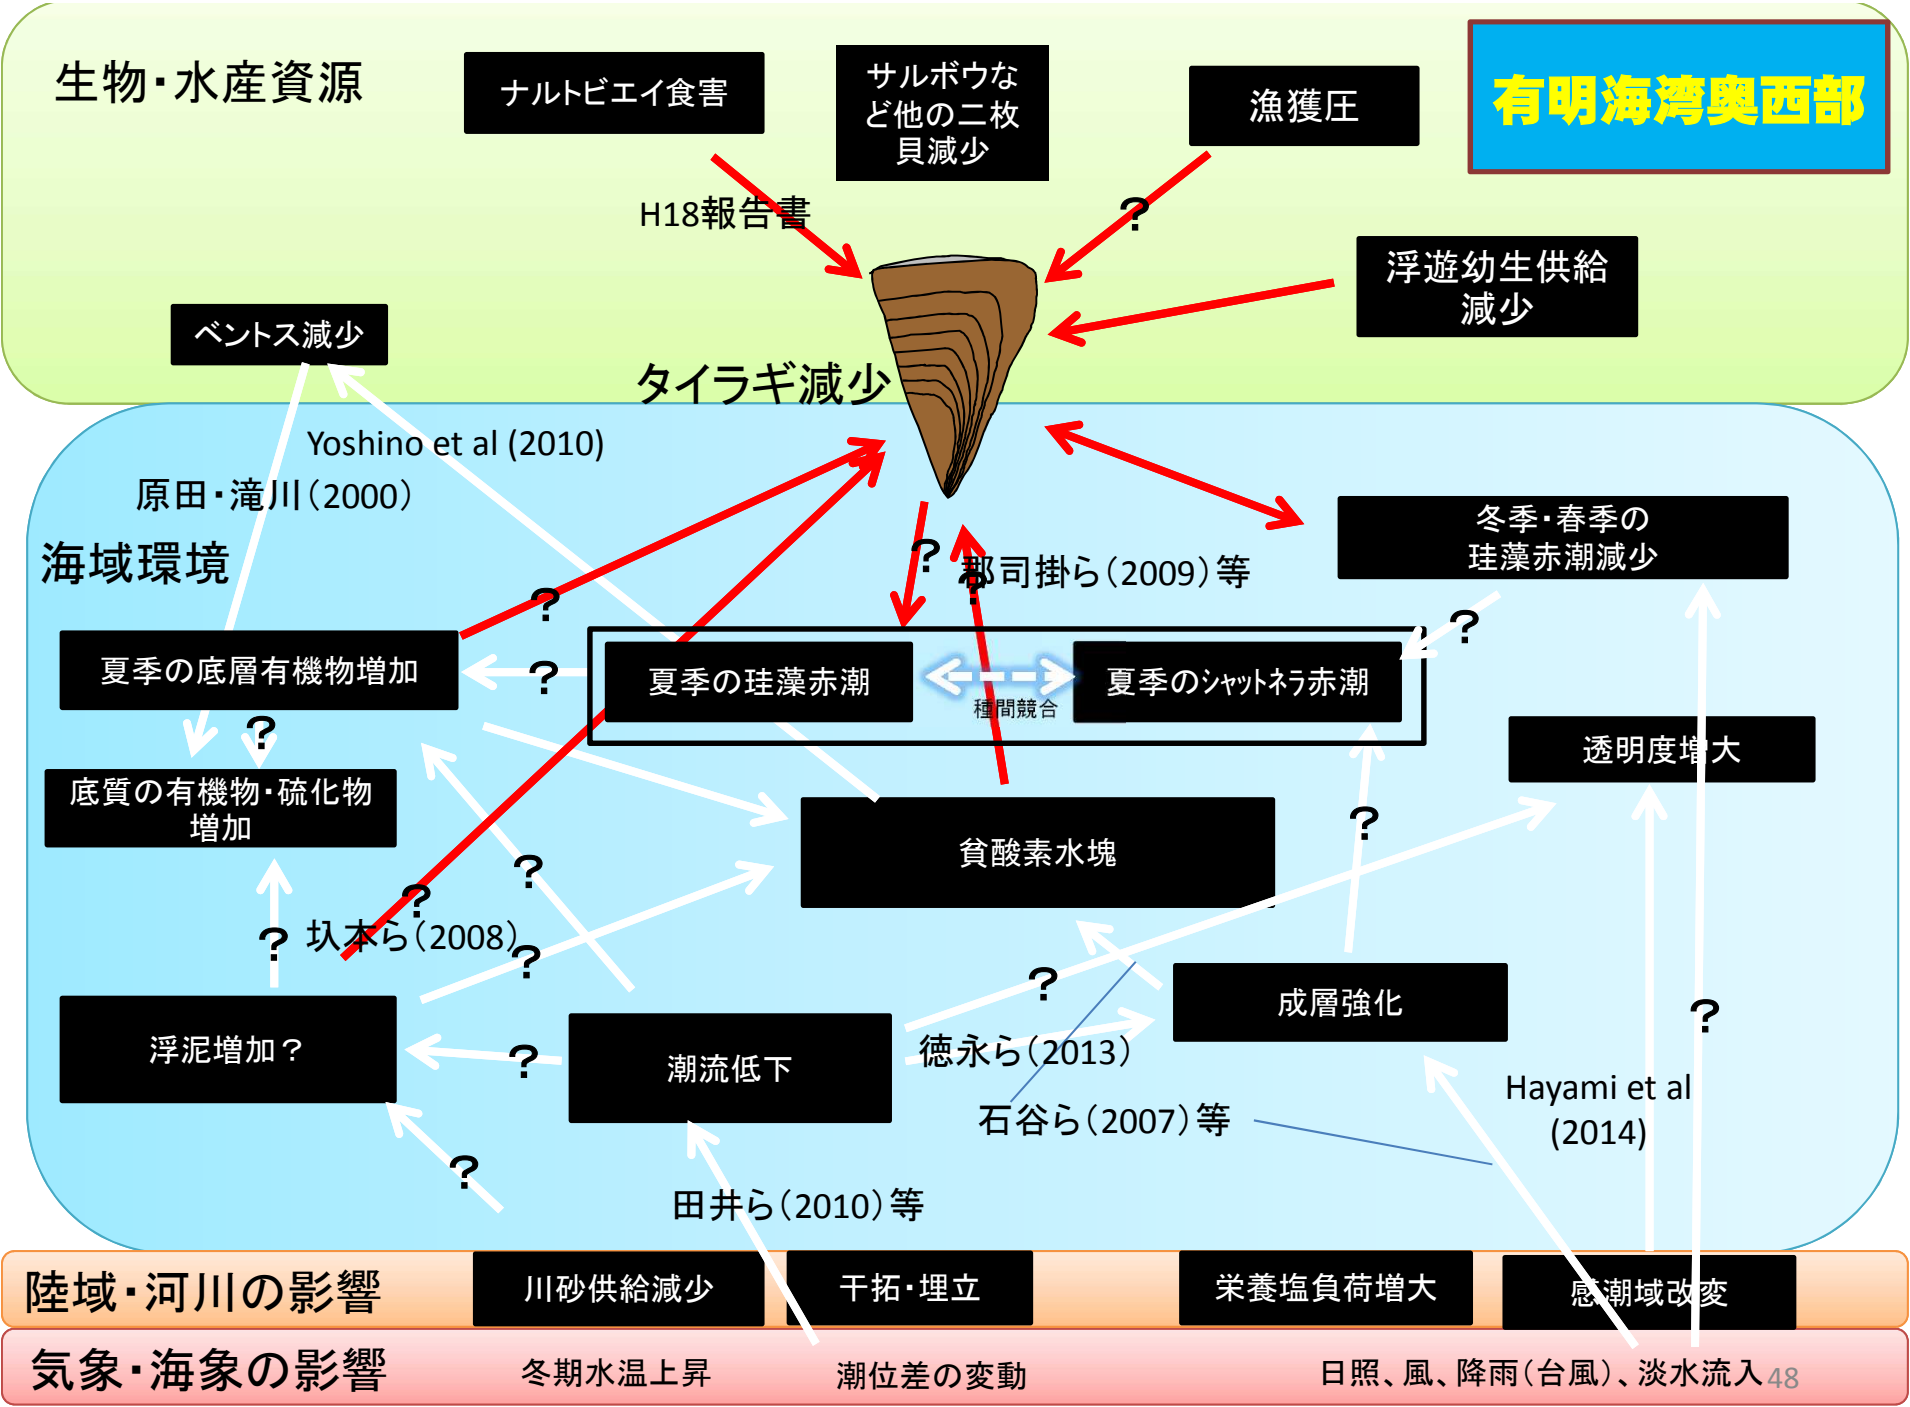 生物・水産資源
ナルトビエイ食害
サルボウな
ど他の二枚
貝減少
漁獲圧
有明海湾奥西部
H18報告書
?
浮遊幼生供給
減少
ベントス減少
タイラギ減少
Yoshino et al (2010)
原田・滝川(2000)
海域環境
冬季・春季の
珪藻赤潮減少
?
郡司掛ら(2009)等
?
?
?
夏季の底層有機物増加
?
夏季の珪藻赤潮
種間競合
夏季のシャットネラ赤潮
?
透明度増大
底質の有機物・硫化物
増加
?
?
貧酸素水塊
?
圦本ら(2008)
?
?
?
成層強化
?
浮泥増加?
?
潮流低下
徳永ら(2013)
石谷ら(2007)等
Hayami et al
(2014)
?
田井ら(2010)等
陸域・河川の影響
川砂供給減少
干拓・埋立
栄養塩負荷増大
感潮域改変
気象・海象の影響
冬期水温上昇
潮位差の変動
日照、風、降雨(台風)、淡水流入
48